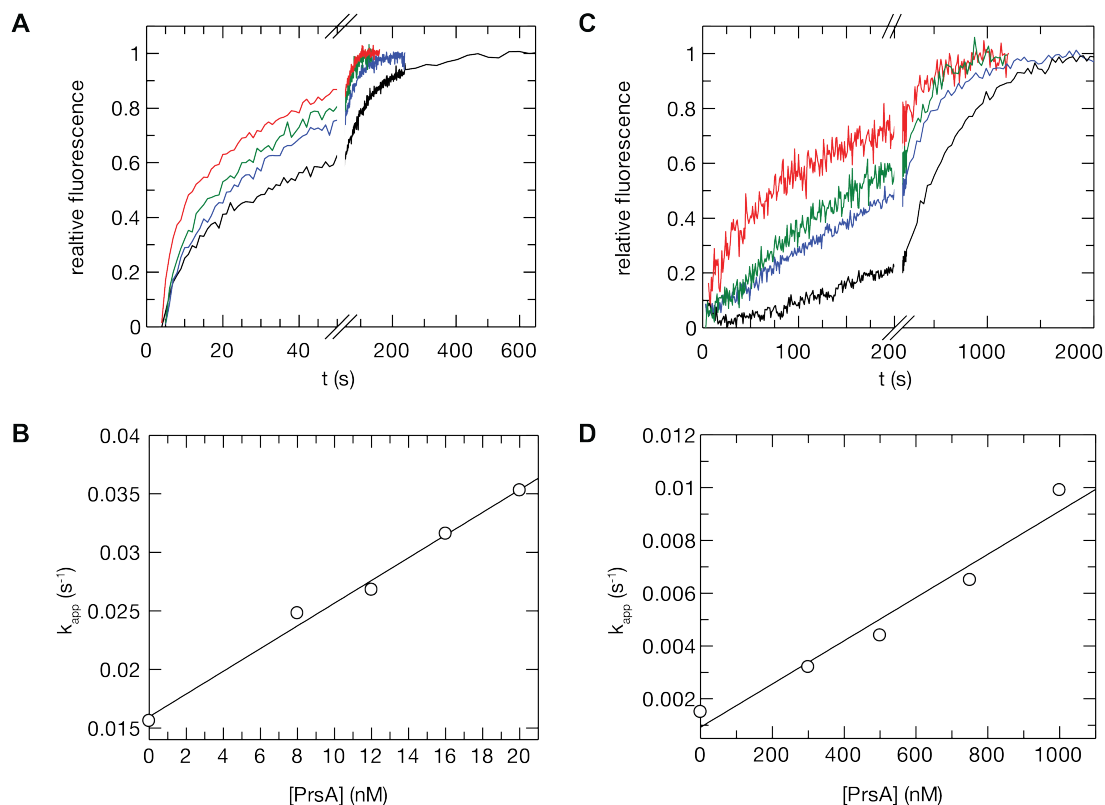 A
realtive fluorescence
1
0.8
0.6
0.4
0.2
0
0 20 40 200 400 600
t (s)
C
relative fluorescence
1
0.8
0.6
0.4
0.2
0
0 100 200 1000 2000
t (s)
B
k_app (s⁻¹)
0.04
0.035
0.03
0.025
0.02
0.015
0 2 4 6 8 10 12 14 16 18 20
[PrsA] (nM)
D
k_app (s⁻¹)
0.012
0.01
0.008
0.006
0.004
0.002
0 200 400 600 800 1000
[PrsA] (nM)